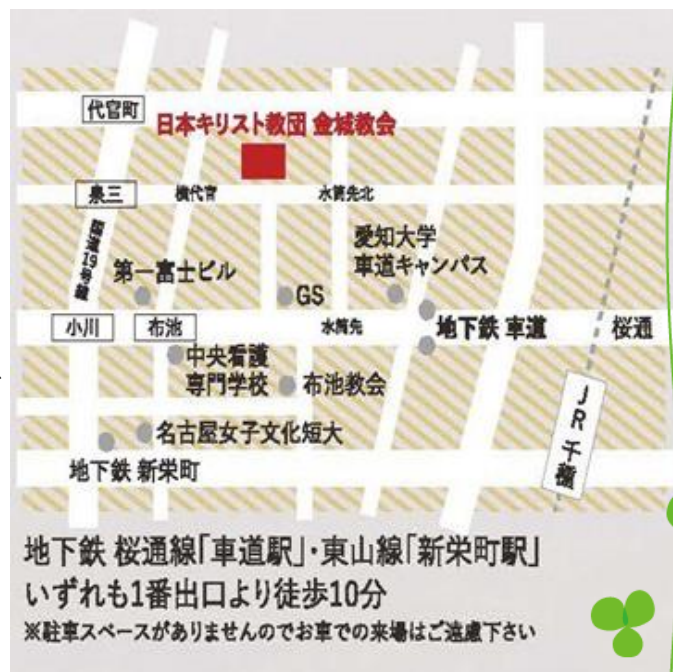 代官町
日本キリスト教団 金城教会
泉三
横代官
水筒先北
国道19号線
愛知大学
車道キャンパス
第一富士ビル
GS
小川
布池
水筒先
地下鉄 車道
桜通
中央看護
専門学校
布池教会
JR 千種
名古屋女子文化短大
地下鉄 新栄町
地下鉄 桜通線「車道駅」・東山線「新栄町駅」
いずれも1番出口より徒歩10分
※駐車スペースがありませんのでお車での来場はご遠慮下さい